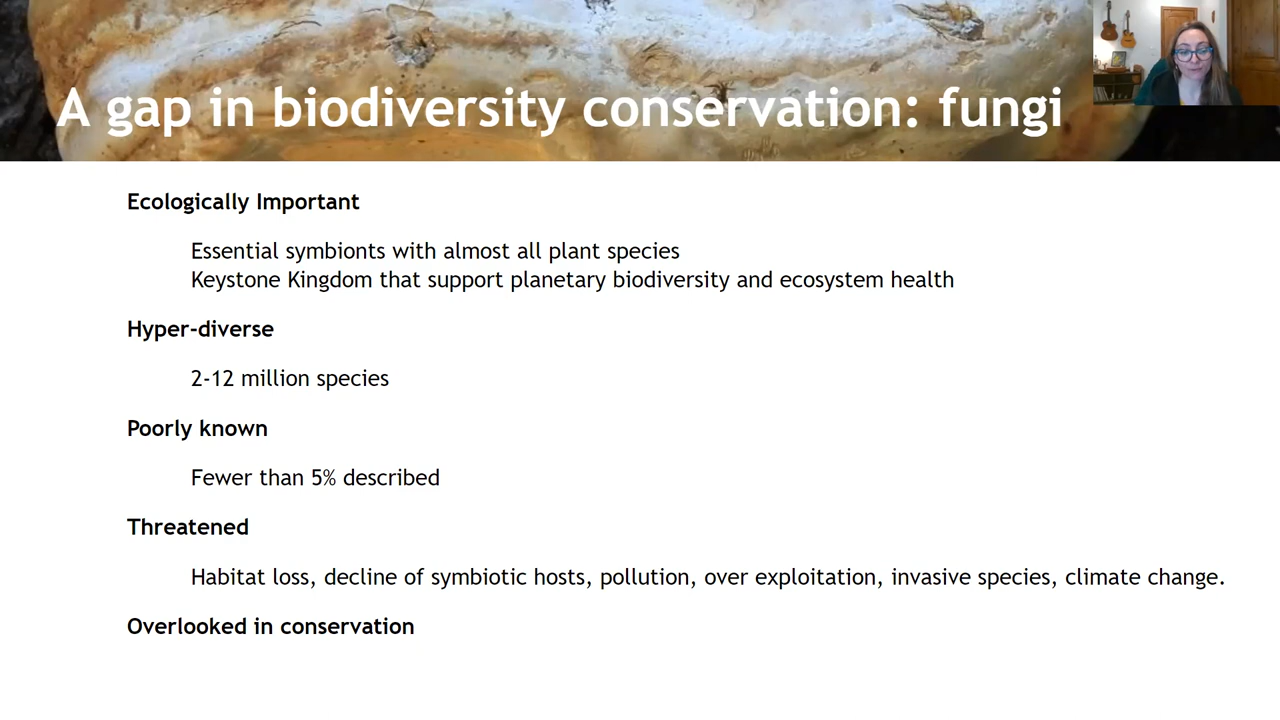 A gap in biodiversity conservation: fungi
Ecologically Important
Essential symbionts with almost all plant species
Keystone Kingdom that support planetary biodiversity and ecosystem health
Hyper-diverse
2-12 million species
Poorly known
Fewer than 5% described
Threatened
Habitat loss, decline of symbiotic hosts, pollution, over exploitation, invasive species, climate change.
Overlooked in conservation